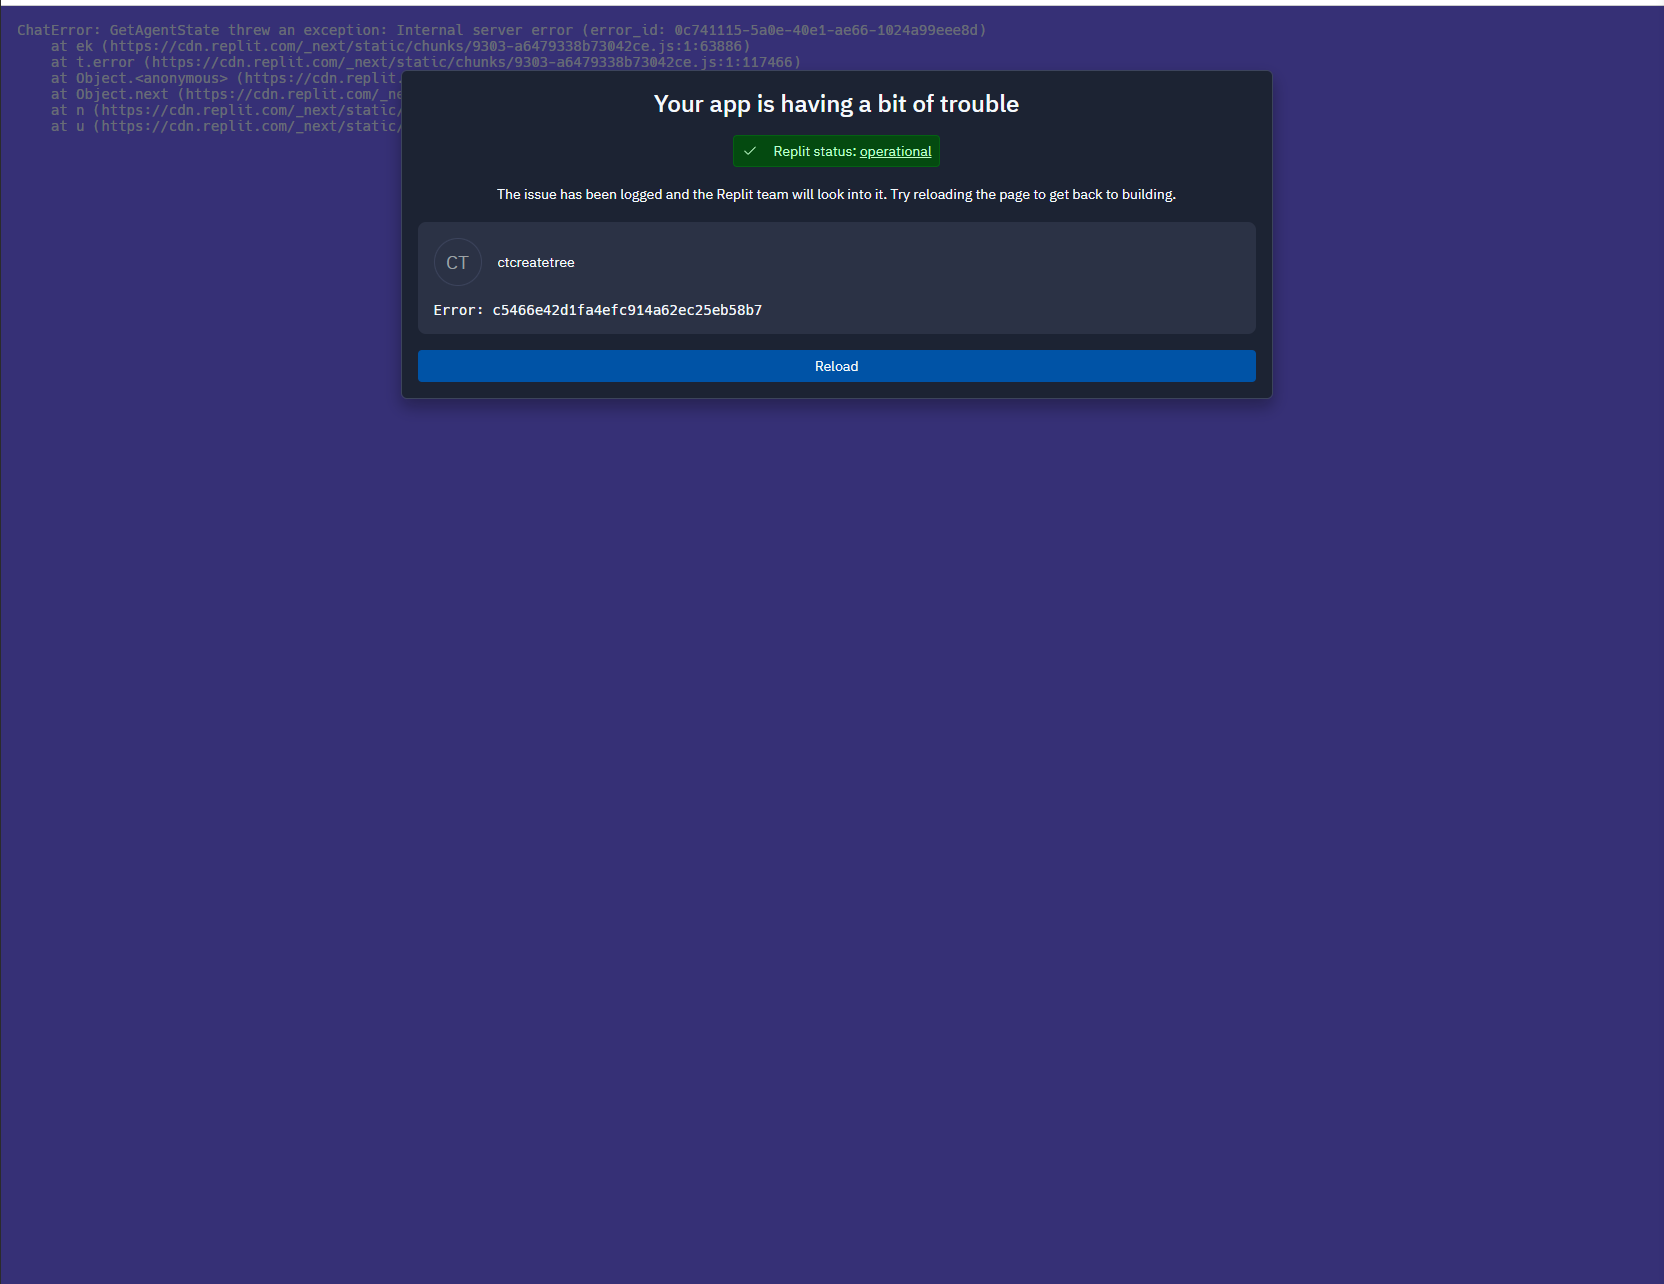 ChatError: GetAgentState threw an exception: Internal server error (error_id: 0c741115-5a0e-40e1-ae66-1024a99eee8d)
at ek (https://cdn.replit.com/_next/static/chunks/9303-a6479338b73042ce.js:1:63886)
at t.error (https://cdn.replit.com/_next/static/chunks/9303-a6479338b73042ce.js:1:117466)
at Object.<anonymous> (https://cdn.replit.
at Object.next (https://cdn.replit.com/_ne
at n (https://cdn.replit.com/_next/static/
at u (https://cdn.replit.com/_next/static/
Your app is having a bit of trouble
Replit status: operational
The issue has been logged and the Replit team will look into it. Try reloading the page to get back to building.
CT
ctcreatetree
Error: c5466e42d1fa4efc914a62ec25eb58b7
Reload